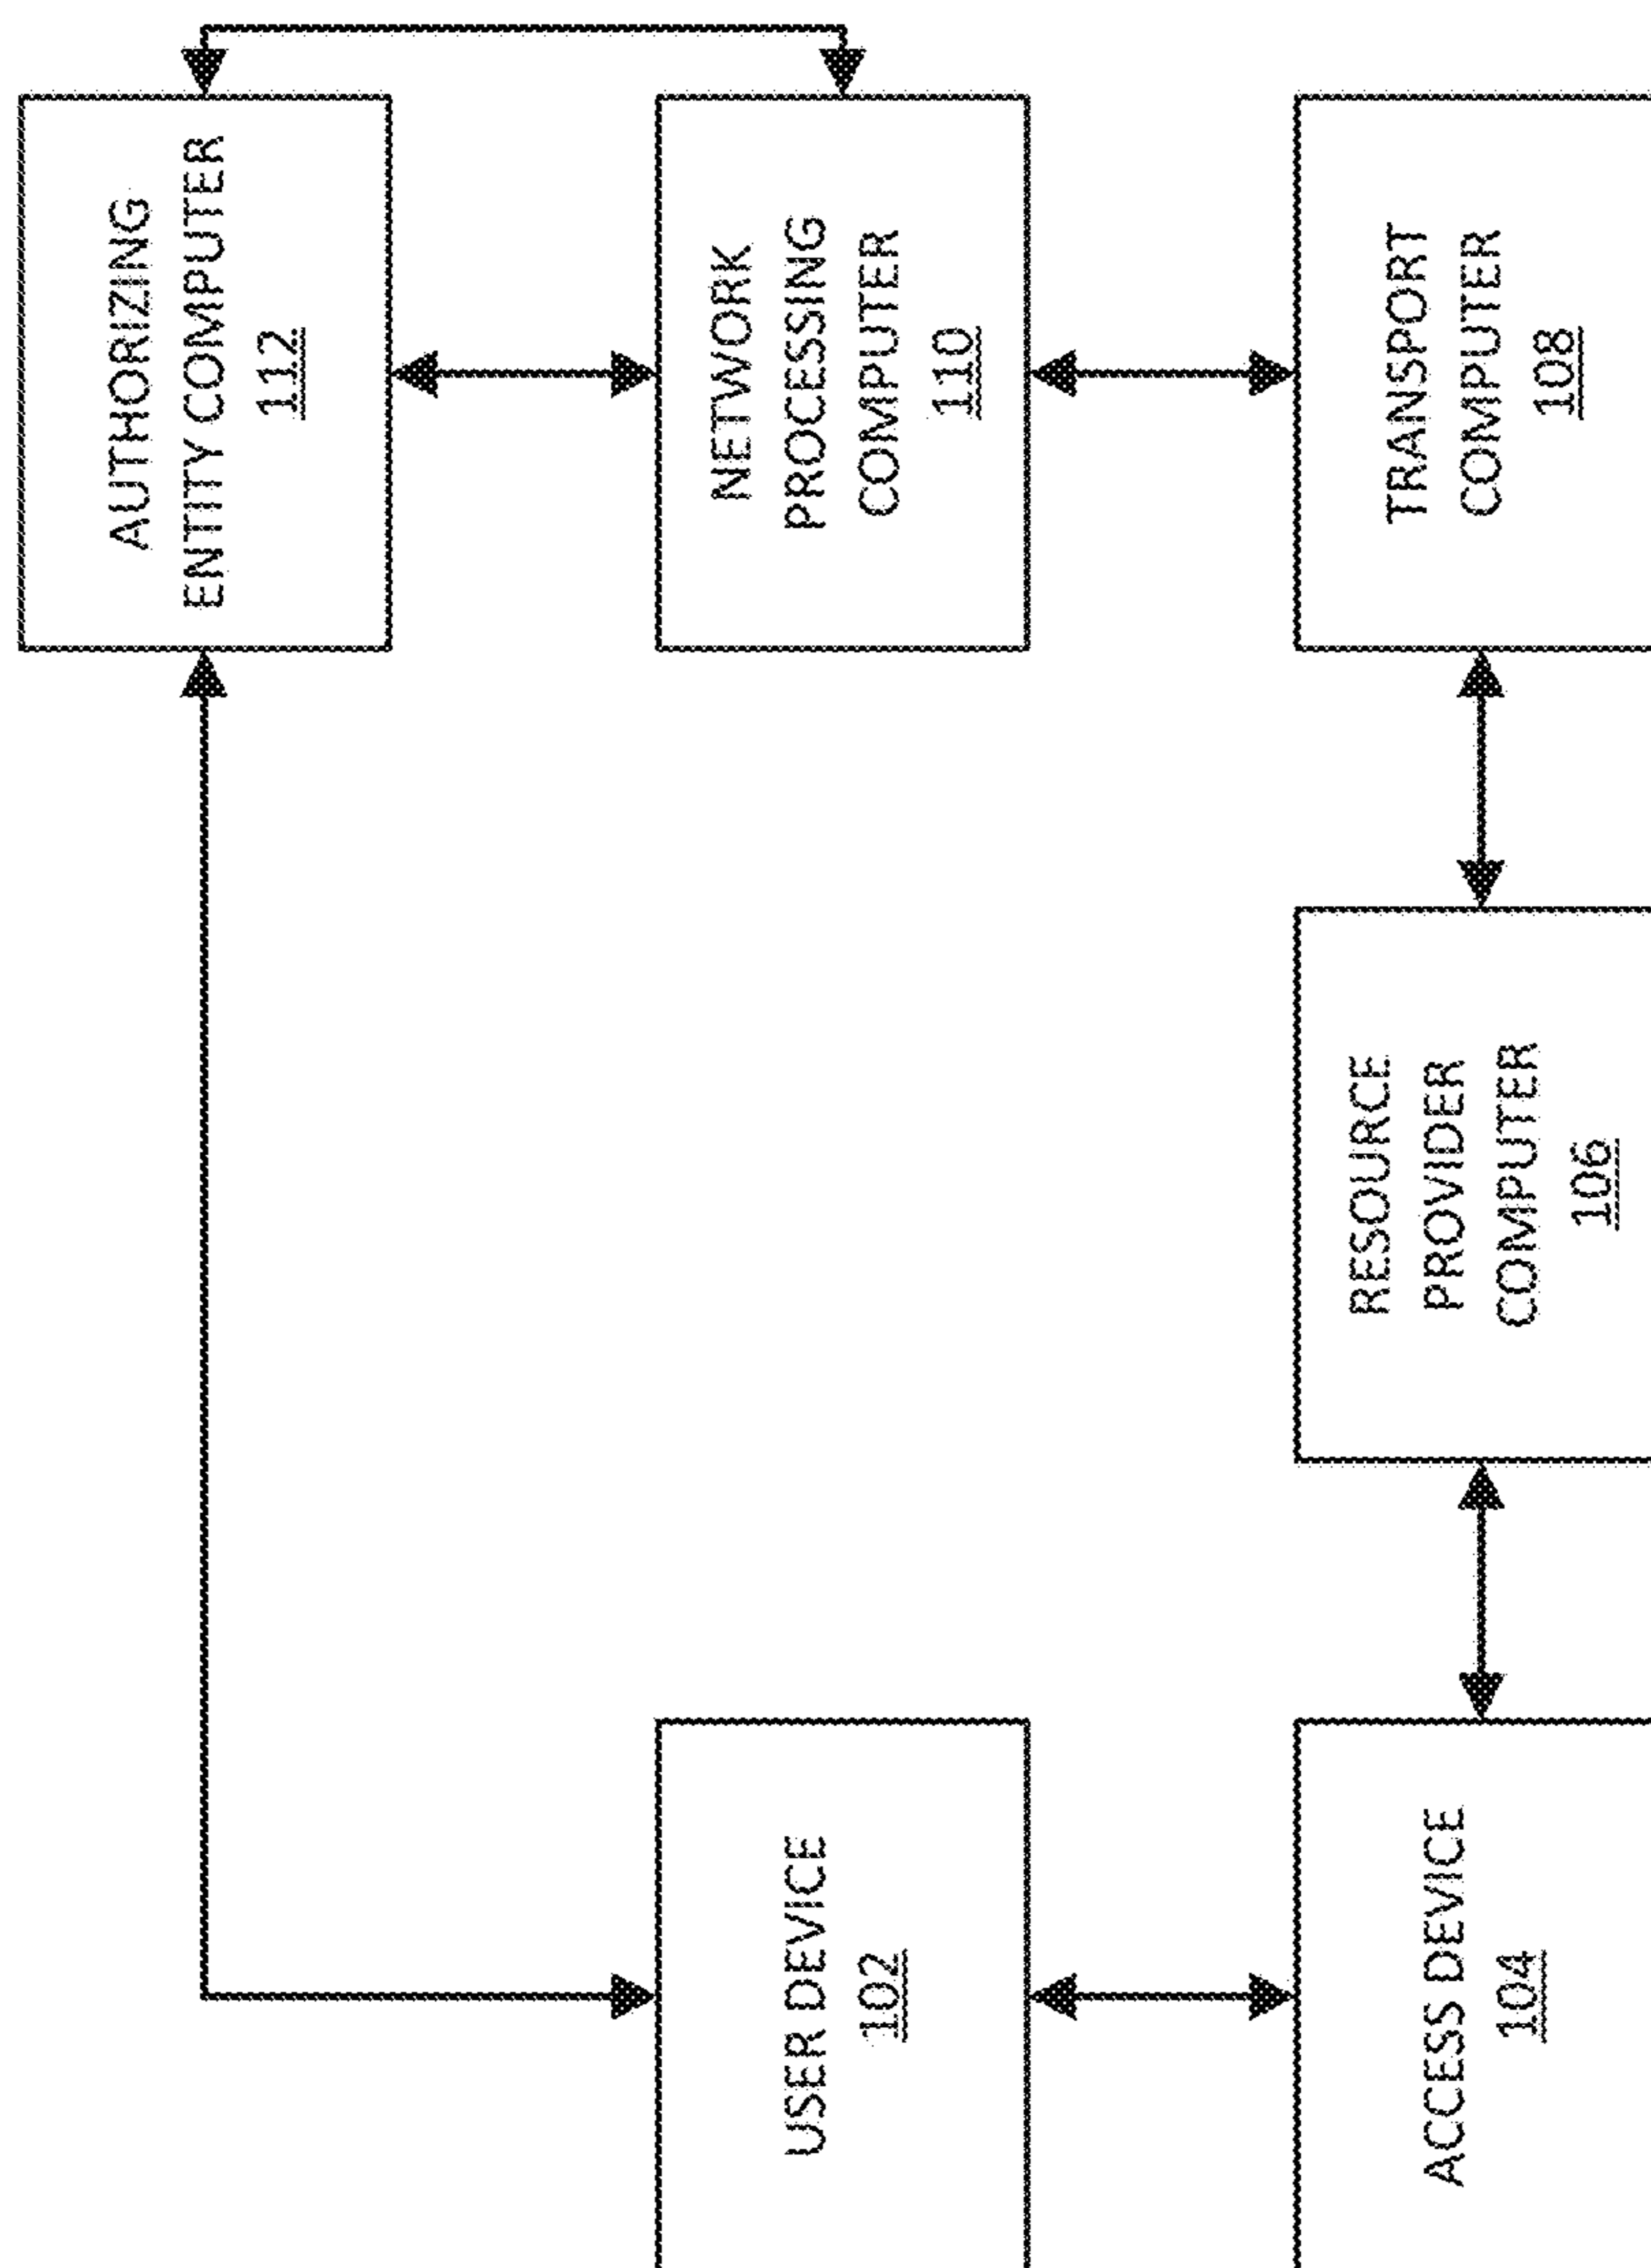 AUTHORIZING
ENTITY COMPUTER
112
NETWORK
PROCESSING
COMPUTER
110
USER DEVICE
102
TRANSPORT
COMPUTER
108
RESOURCE
PROVIDER
COMPUTER
106
ACCESS DEVICE
104